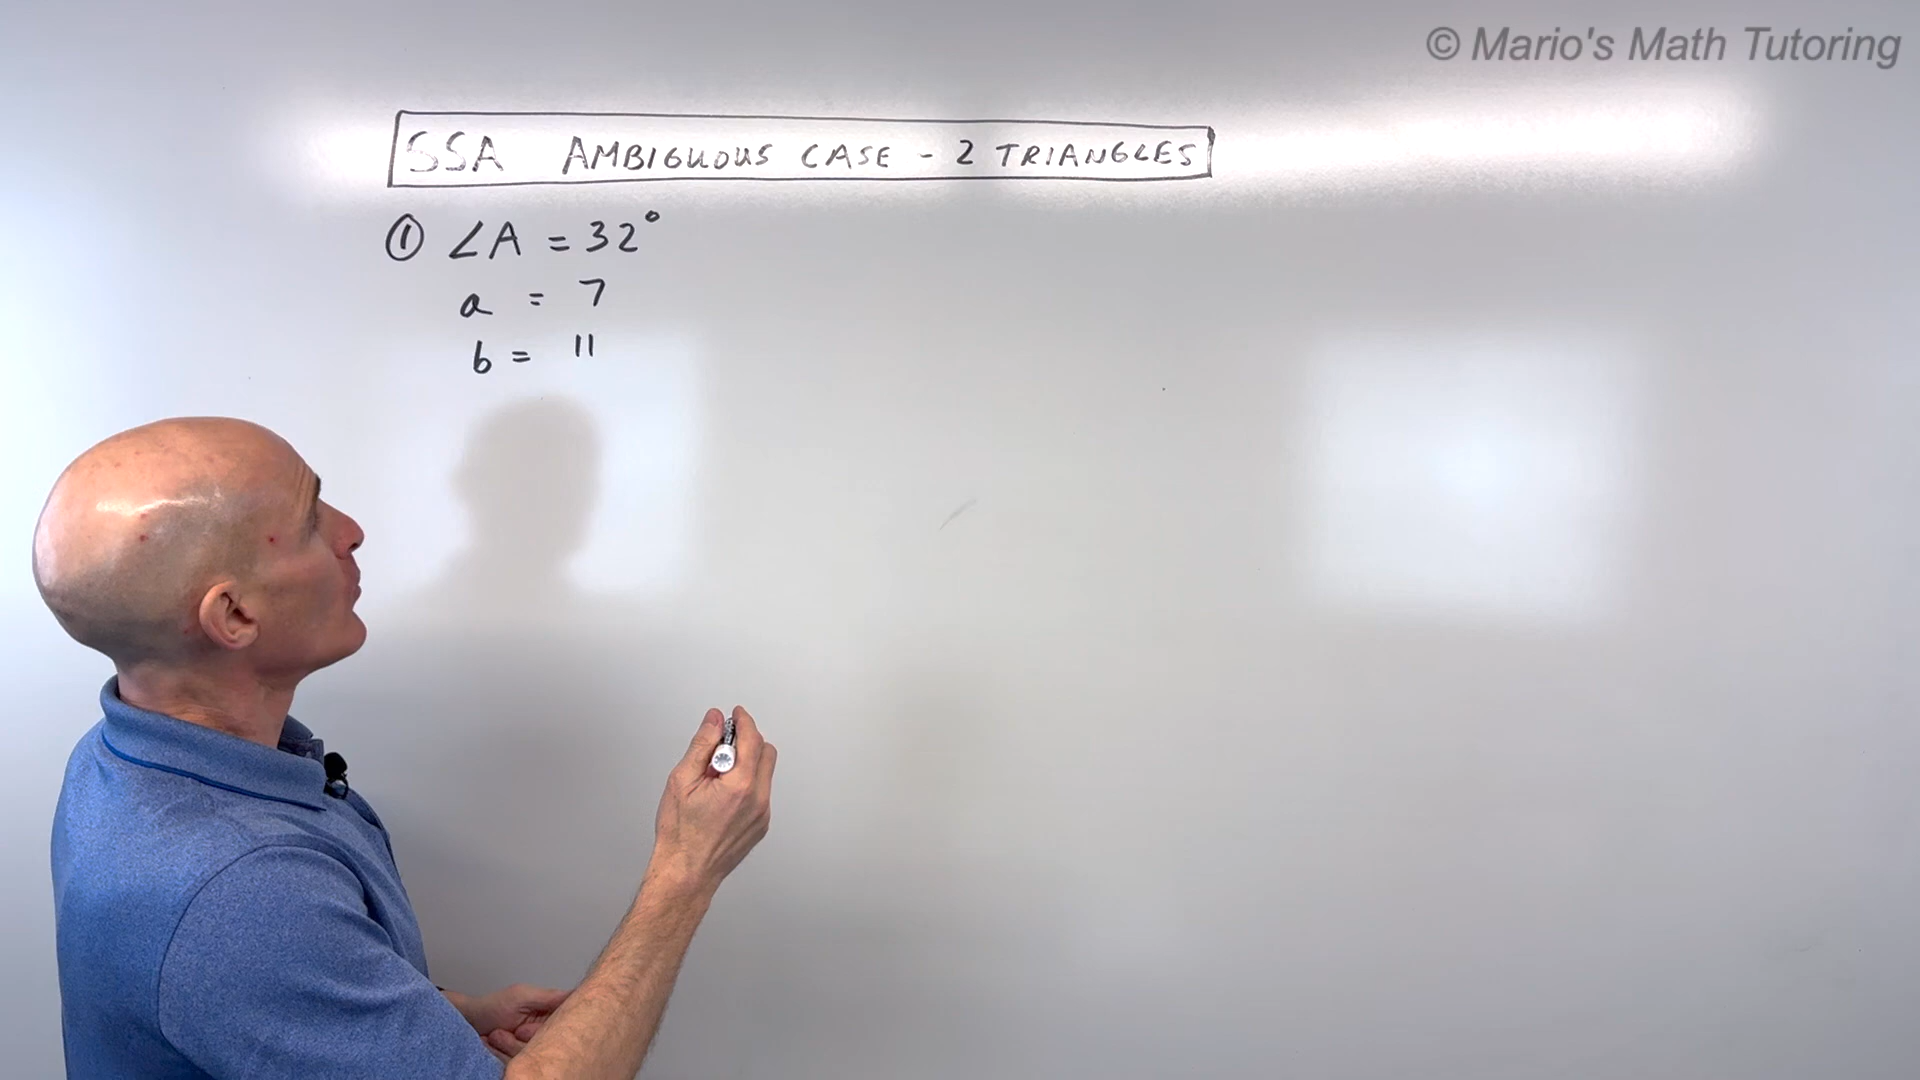 © Mario's Math Tutoring
SSA AMBIGUOUS CASE - 2 TRIANGLES
① ∠A = 32°
a = 7
b = 11